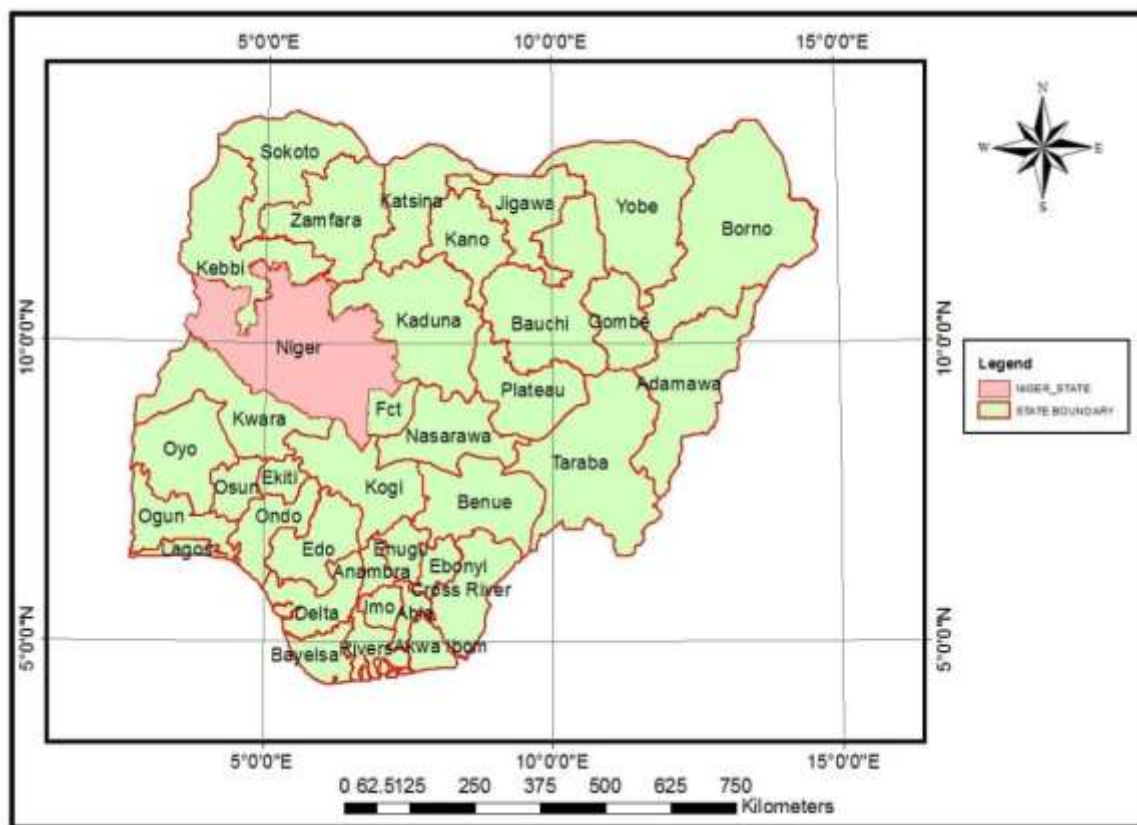 5°0'0"E 10°0'0"E 15°0'0"E
N
W E
S
Sokoto
Katsina Jigawa
Zamfara Yobe
Kano Borno
Kebbi
Kaduna Bauchi Gombe
10°0'0"N Niger 10°0'0"N
Plateau Adamawa
Fct
Kwara Nasarawa
Oyo Taraba
Osun Ekiti Kogi Benue
Ogun Ondo
Lagos Edo Enugu
Anambra Ebonyi
Cross River
Delta Imo Abia
5°0'0"N Bayelsa Rivers Akwa Ibom 5°0'0"N
Legend
NIGER_STATE
STATE BOUNDARY
5°0'0"E 10°0'0"E 15°0'0"E
0 62.5125 250 375 500 625 750
Kilometers